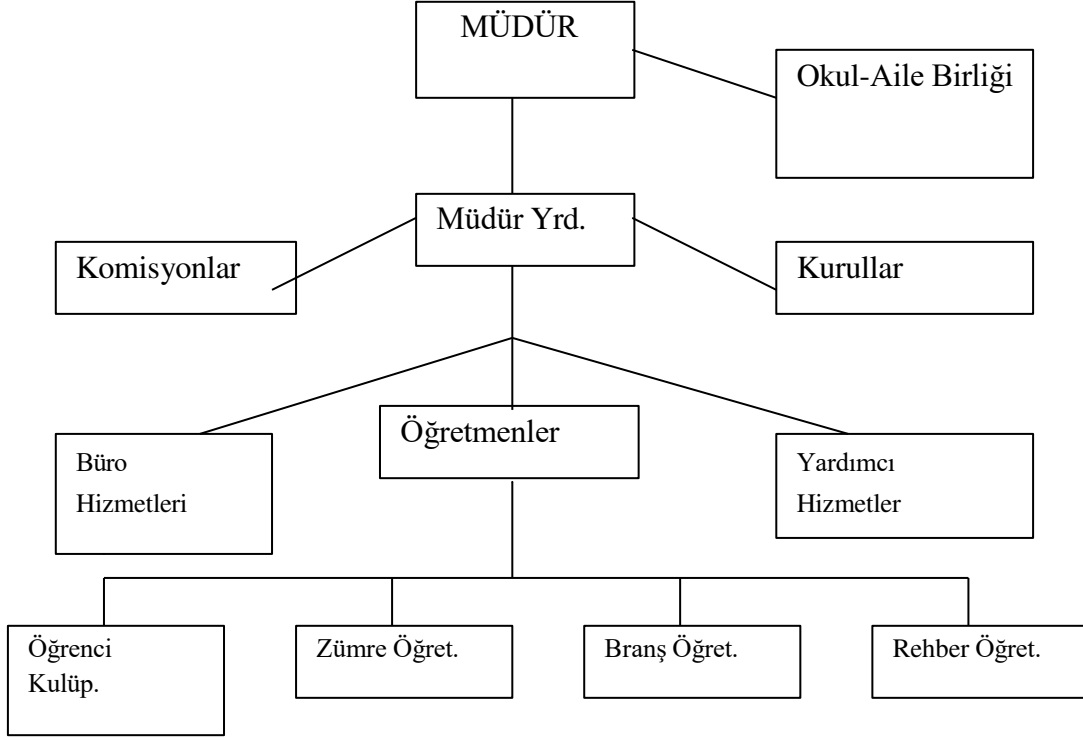 MÜDÜR
Okul-Aile Birliği
Müdür Yrd.
Komisyonlar
Kurullar
Öğretmenler
Büro
Hizmetleri
Yardımcı
Hizmetler
Öğrenci
Kulüp.
Zümre Öğret.
Branş Öğret.
Rehber Öğret.